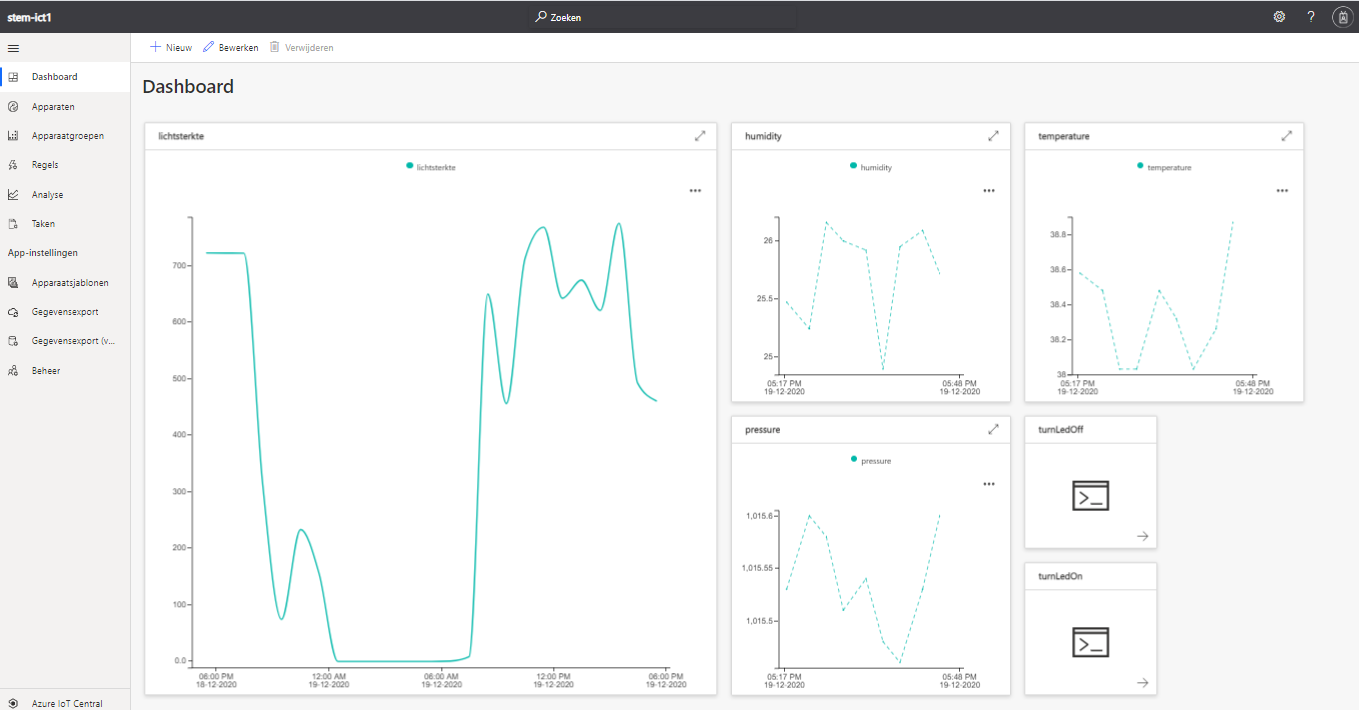 stem-ict1
Zoeken
?
Nieuw
Bewerken
Verwijderen
Dashboard
Apparaten
Apparaatgroepen
Regels
Analyse
Taken
App-instellingen
Apparaatsjablonen
Gegevensexport
Gegevensexport (v...
Beheer
Azure IoT Central
Dashboard
lichtsterkte
lichtsterkte
700
600
500
400
300
200
100
0.0
06:00 PM 12:00 AM 06:00 AM 12:00 PM 06:00 PM
18-12-2020 19-12-2020 19-12-2020 19-12-2020 19-12-2020
humidity
humidity
26
25.5
25
05:17 PM 05:48 PM
19-12-2020 19-12-2020
temperature
temperature
38.8
38.6
38.4
38.2
38
05:17 PM 05:48 PM
19-12-2020 19-12-2020
pressure
pressure
1,015.6
1,015.55
1,015.5
05:17 PM 05:48 PM
19-12-2020 19-12-2020
turnLedOff
turnLedOn